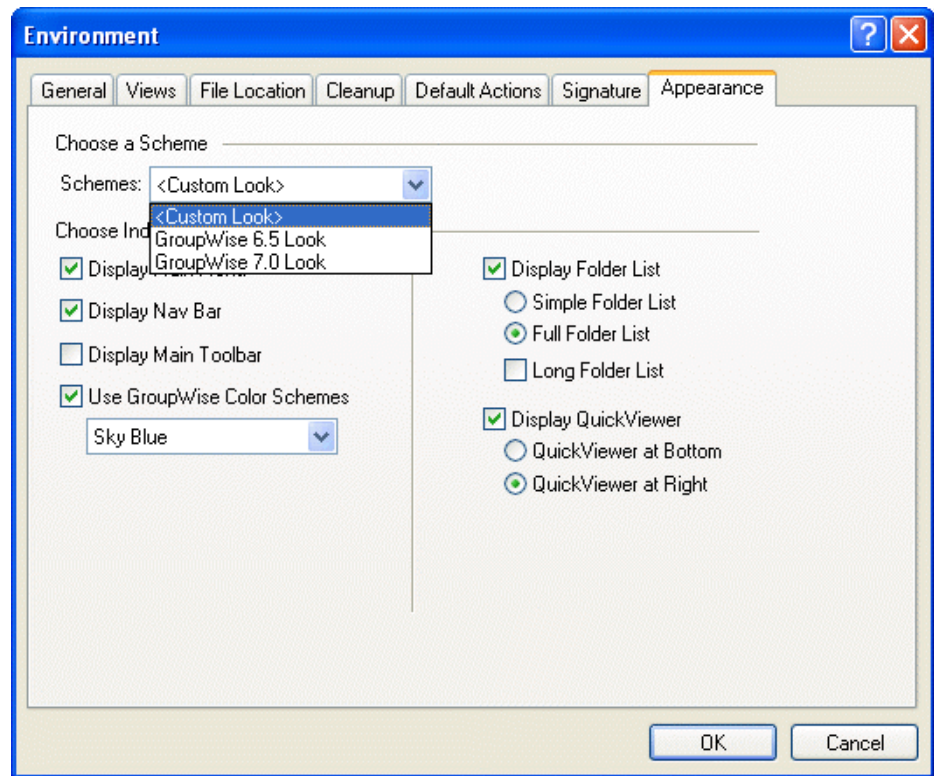 Environment
General Views File Location Cleanup Default Actions Signature Appearance
Choose a Scheme
Schemes: <Custom Look>
<Custom Look>
GroupWise 6.5 Look
GroupWise 7.0 Look
Choose
Display
Display Nav Bar
Display Main Toolbar
Use GroupWise Color Schemes
Sky Blue
Display Folder List
Simple Folder List
Full Folder List
Long Folder List
Display QuickViewer
QuickViewer at Bottom
QuickViewer at Right
OK Cancel